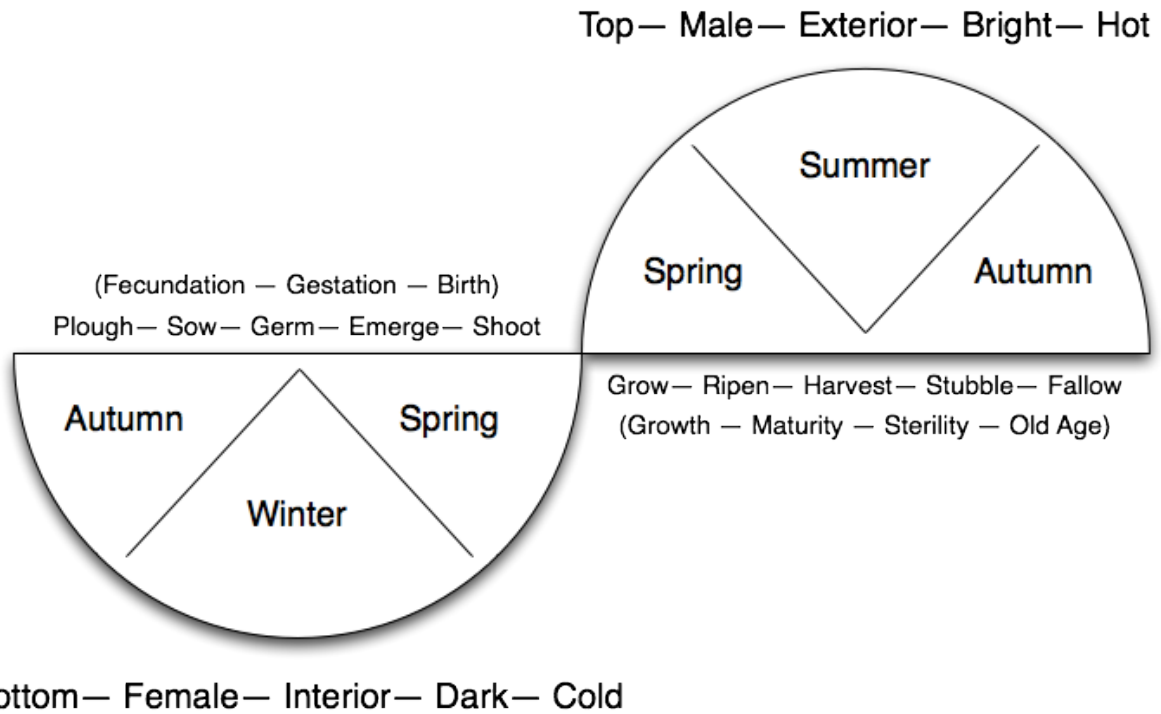 Top— Male— Exterior— Bright— Hot
Summer
Spring
Autumn
(Fecundation — Gestation — Birth)
Plough— Sow— Germ— Emerge— Shoot
Grow— Ripen— Harvest— Stubble— Fallow
(Growth — Maturity — Sterility — Old Age)
Autumn
Spring
Winter
ottom— Female— Interior— Dark— Cold